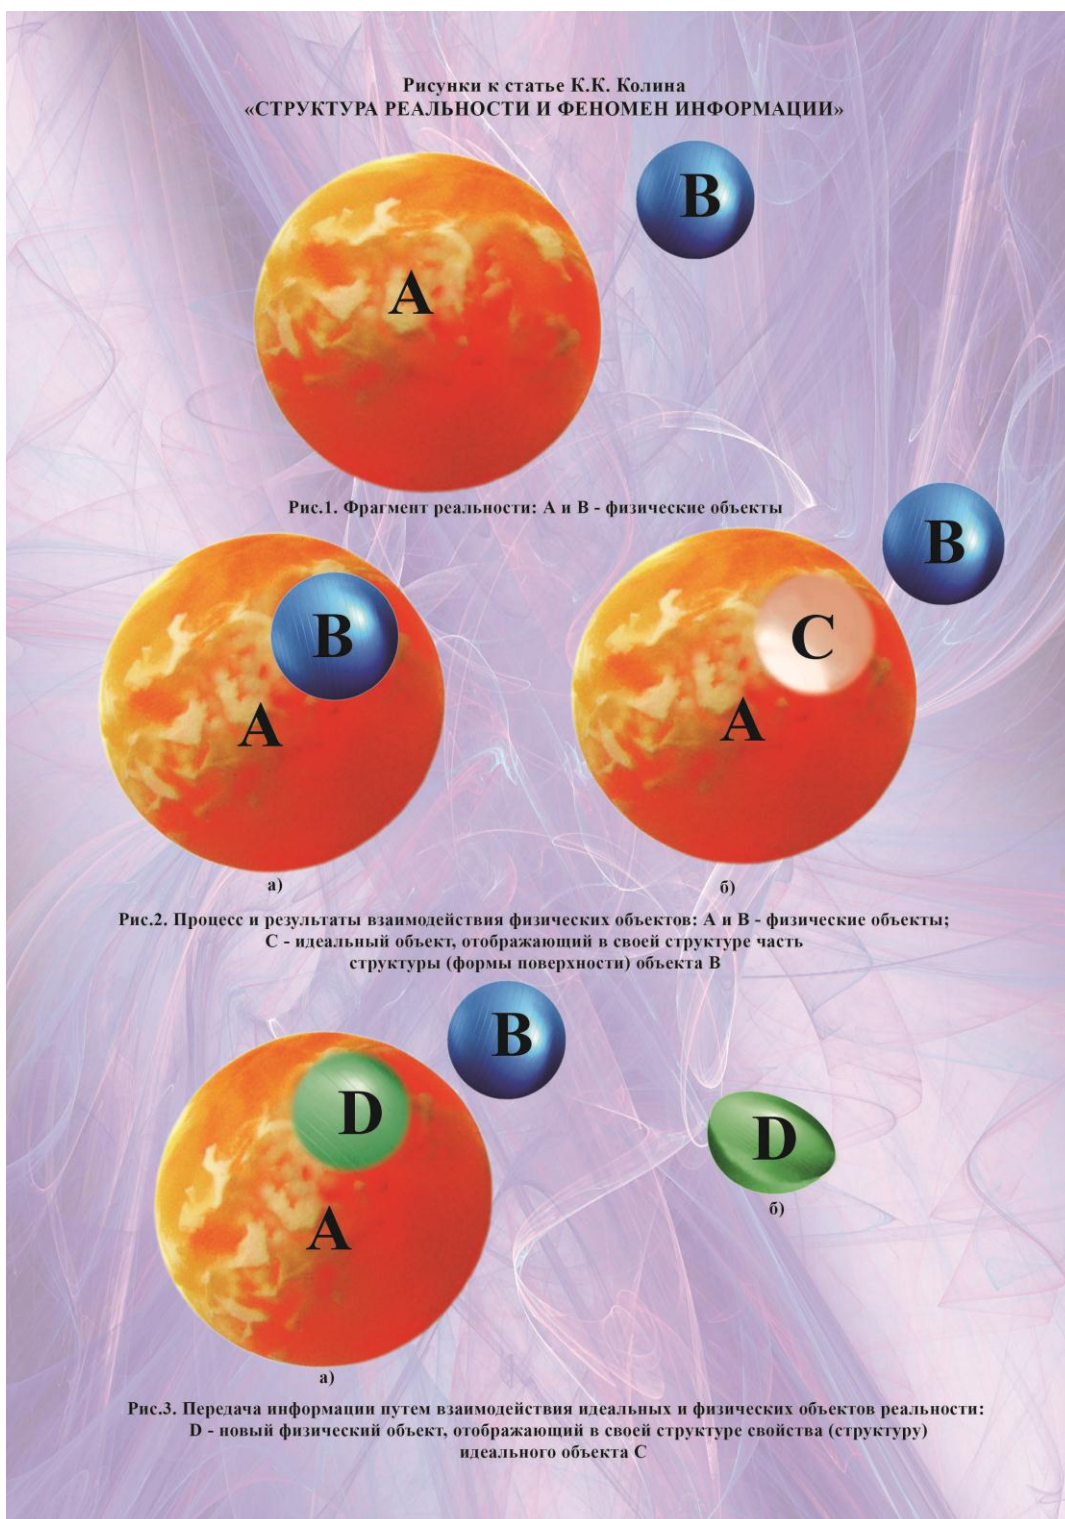 Рисунки к статье К.К. Колина
«СТРУКТУРА РЕАЛЬНОСТИ И ФЕНОМЕН ИНФОРМАЦИИ»
B
A
Рис.1. Фрагмент реальности: А и В - физические объекты
B
B
C
A
A
а)
б)
Рис.2. Процесс и результаты взаимодействия физических объектов: А и В - физические объекты;
С - идеальный объект, отображающий в своей структуре часть
структуры (формы поверхности) объекта В
B
D
D
A
б)
а)
Рис.3. Передача информации путем взаимодействия идеальных и физических объектов реальности:
D - новый физический объект, отображающий в своей структуре свойства (структуру)
идеального объекта С